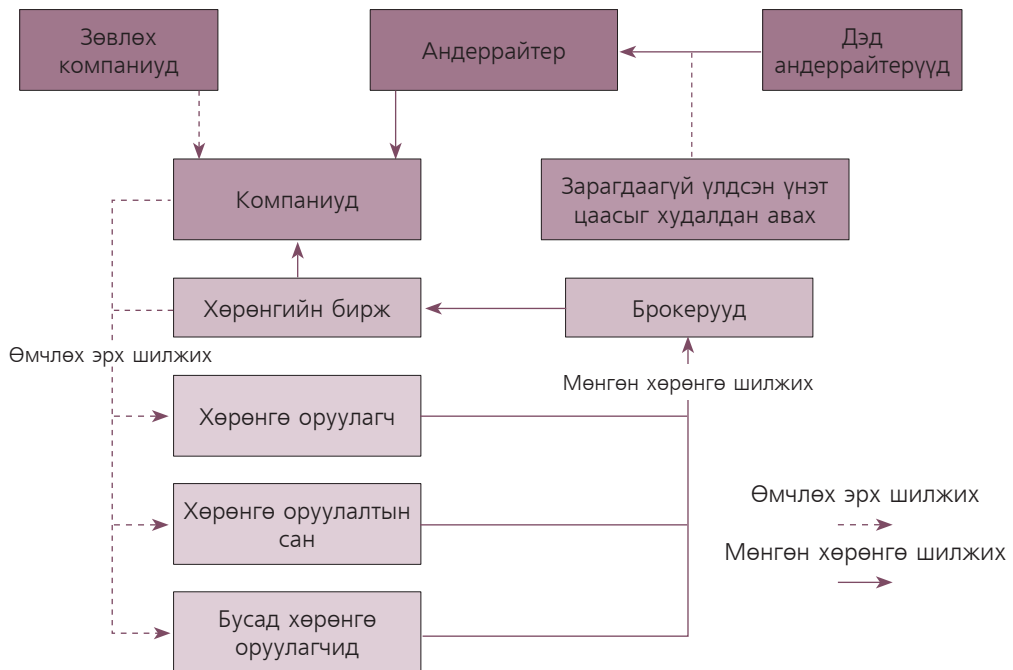 Зөвлөх
компаниуд
Андеррайтер
Дэд
андеррайтерүүд
Компаниуд
Зарагдаагүй үлдсэн үнэт
цаасыг худалдан авах
Хөрөнгийн бирж
Брокерууд
Өмчлөх эрх шилжих
Мөнгөн хөрөнгө шилжих
Хөрөнгө оруулагч
Хөрөнгө оруулалтын
сан
Өмчлөх эрх шилжих
Мөнгөн хөрөнгө шилжих
Бусад хөрөнгө
оруулагчид